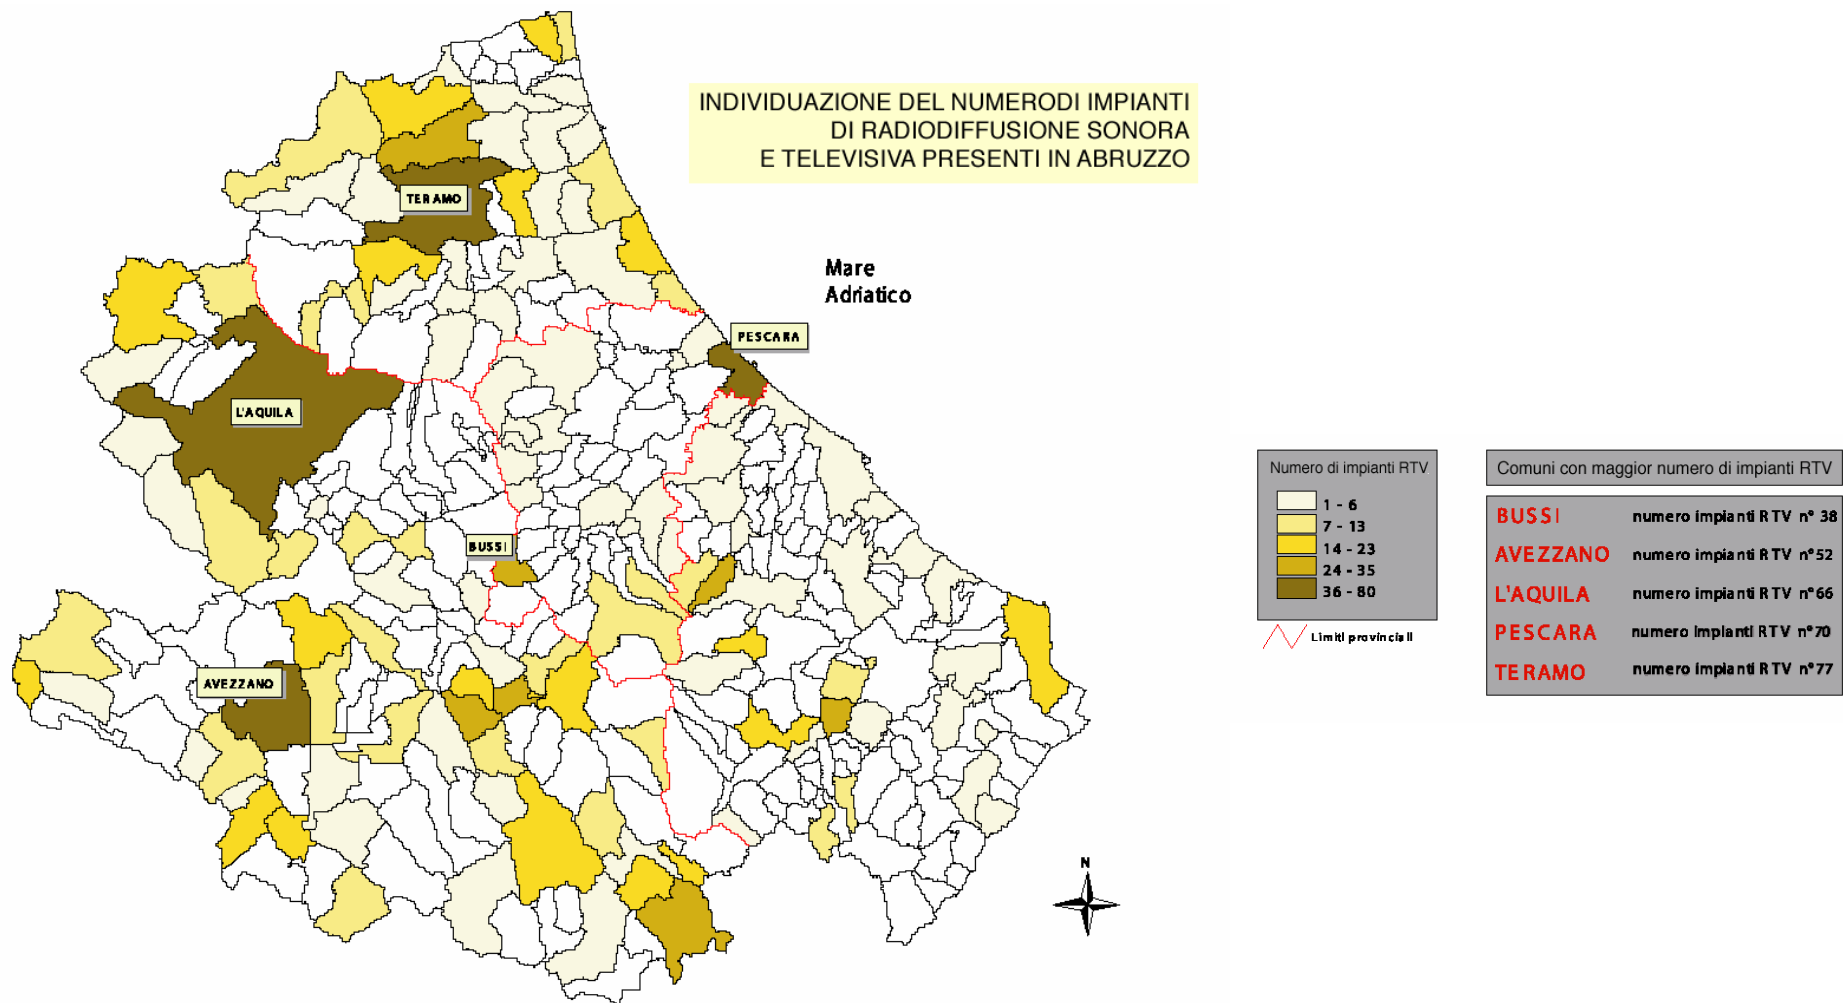 INDIVIDUAZIONE DEL NUMERODI IMPIANTI
DI RADIODIFFUSIONE SONORA
E TELEVISIVA PRESENTI IN ABRUZZO
TERAMO
Mare
Adriatico
PESCARA
L'AQUILA
BUSSI
AVEZZANO
N
Numero di impianti RTV
1 - 6
7 - 13
14 - 23
24 - 35
36 - 80
Limiti provinciali
Comuni con maggior numero di impianti RTV
BUSSI numero impianti RTV n° 38
AVEZZANO numero impianti RTV n°52
L'AQUILA numero impianti RTV n°66
PESCARA numero impianti RTV n°70
TERAMO numero impianti RTV n°77